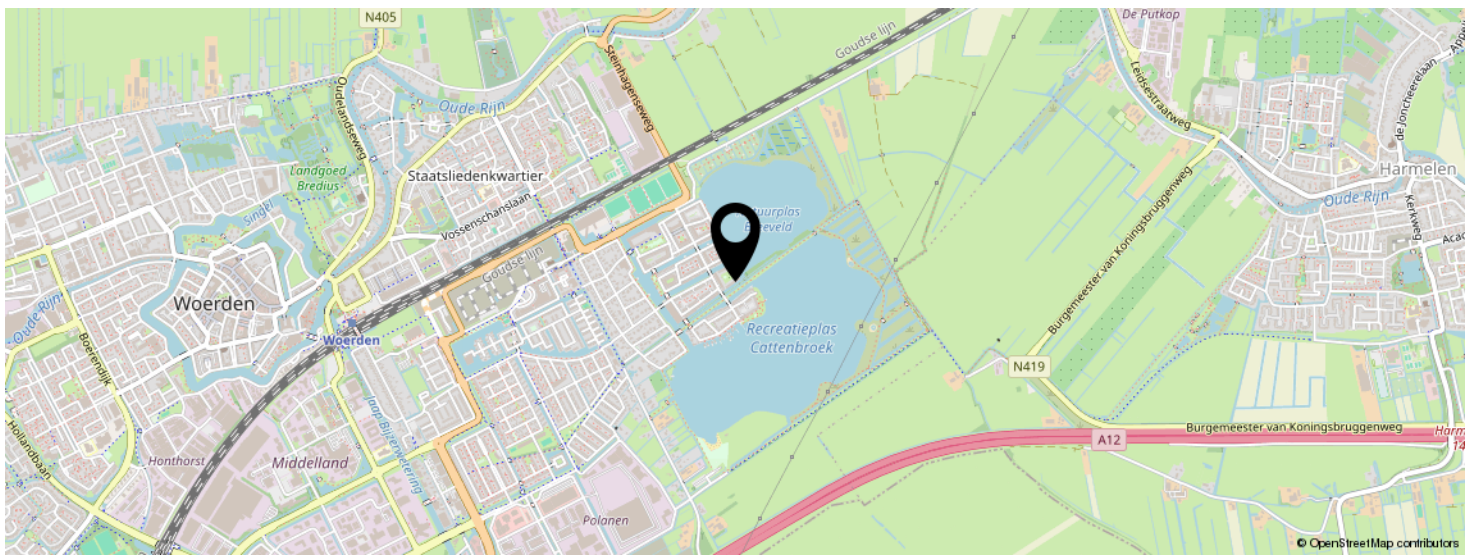 N405
De Putkop
Goudse lijn
Steinhagenseweg
Leidsestraatweg
de Joncheerelaan
Oudelandseweg
Oude Rijn
Landgoed
Bredius
Staatsliedenkwartier
Harmelen
Singel
Vossenschanslaan
Oude Rijn
Kerkweg
Burgemeester van Koningsbruggenweg
Goudse lijn
Woerden
Oude Rijn
Boerendijk
Woerden
Recreatieplas
Cattenbroek
N419
Jaap Bijzerwetering
Hollandbaan
Honthorst
Middelland
A12
Burgemeester van Koningsbruggenweg
Polanen
© OpenStreetMap contributors